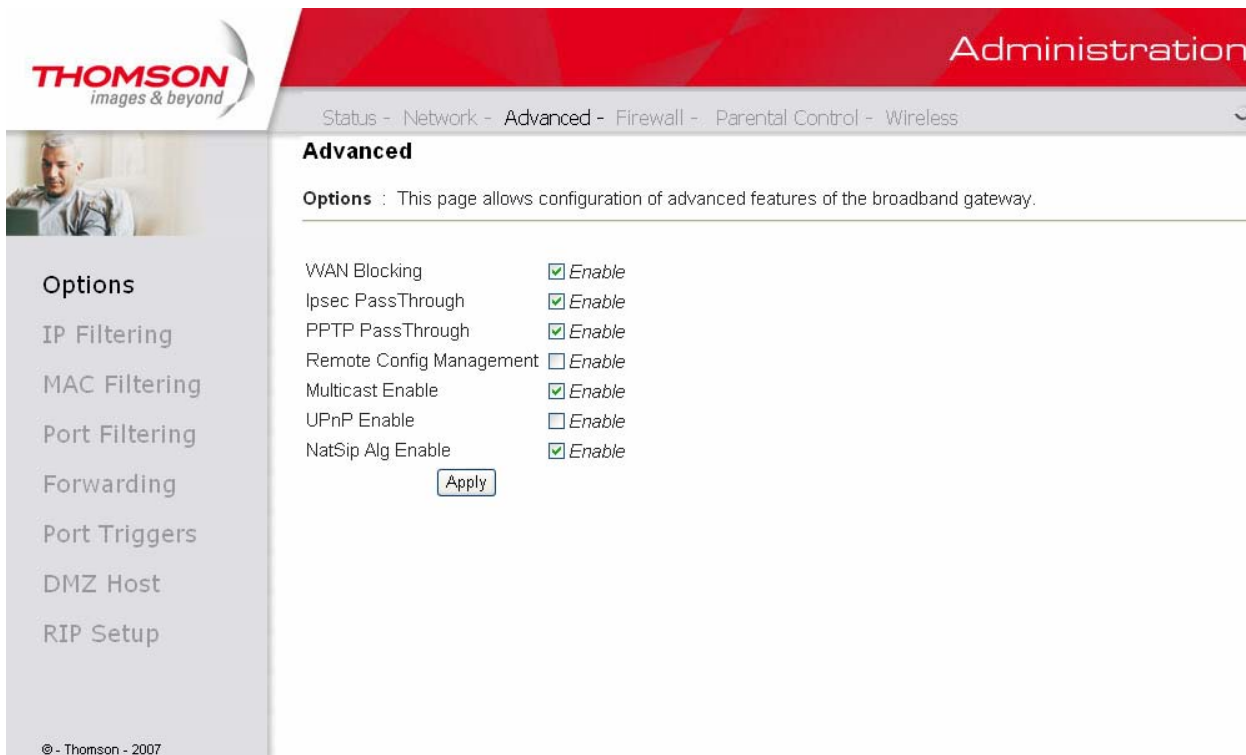 THOMSON
images & beyond
Administration
Status - Network - Advanced - Firewall - Parental Control - Wireless
Advanced
Options : This page allows configuration of advanced features of the broadband gateway.
Options
IP Filtering
MAC Filtering
Port Filtering
Forwarding
Port Triggers
DMZ Host
RIP Setup
WAN Blocking Enable
Ipsec PassThrough Enable
PPTP PassThrough Enable
Remote Config Management Enable
Multicast Enable Enable
UPnP Enable Enable
NatSip Alg Enable Enable
Apply
© - Thomson - 2007